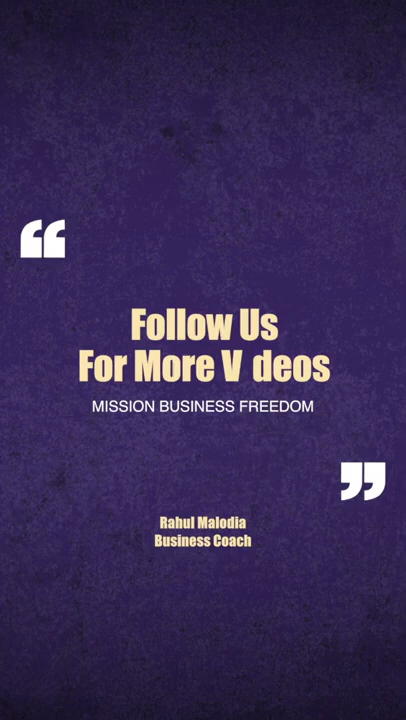 “
Follow Us
For More V deos
MISSION BUSINESS FREEDOM
”
Rahul Malodia
Business Coach